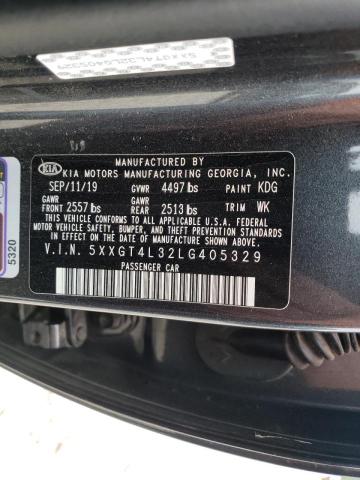 5XXGT4L32LG405329
MANUFACTURED BY
KIA
KIA MOTORS MANUFACTURING GEORGIA, INC.
SEP/11/19 GVWR 4497 lbs PAINT KDG
GAWR GAWR
FRONT 2557 lbs REAR 2513 lbs TRIM WK
THIS VEHICLE CONFORMS TO ALL APPLICABLE U.S.A. FEDERAL
MOTOR VEHICLE SAFETY, BUMPER, AND THEFT PREVENTION
STANDARDS IN EFFECT ON THE DATE OF MANUFACTURE SHOWN ABOVE.
V.I.N. 5XXGT4L32LG405329
PASSENGER CAR
5320